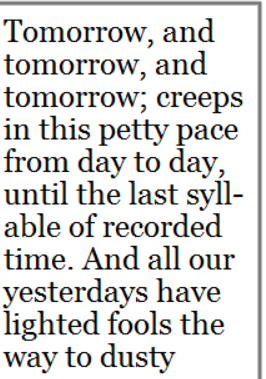 Tomorrow, and
tomorrow, and
tomorrow; creeps
in this petty pace
from day to day,
until the last syll-
able of recorded
time. And all our
yesterdays have
lighted fools the
way to dusty